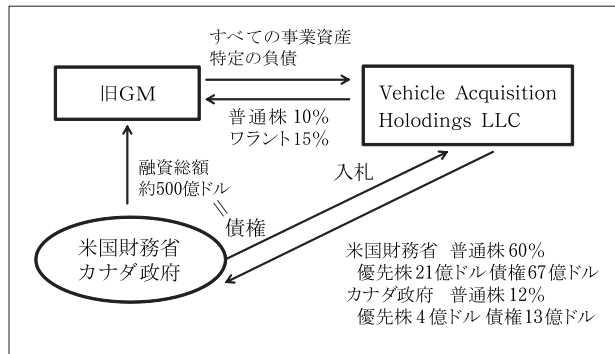 すべての事業資産
特定の負債
旧GM
Vehicle Acquisition
Holodings LLC
普通株 10%
ワラント15%
融資総額
約500億ドル
入札
=
債権
米国財務省
カナダ政府
米国財務省 普通株60%
優先株21億ドル 債権67億ドル
カナダ政府 普通株12%
優先株4億ドル 債権13億ドル